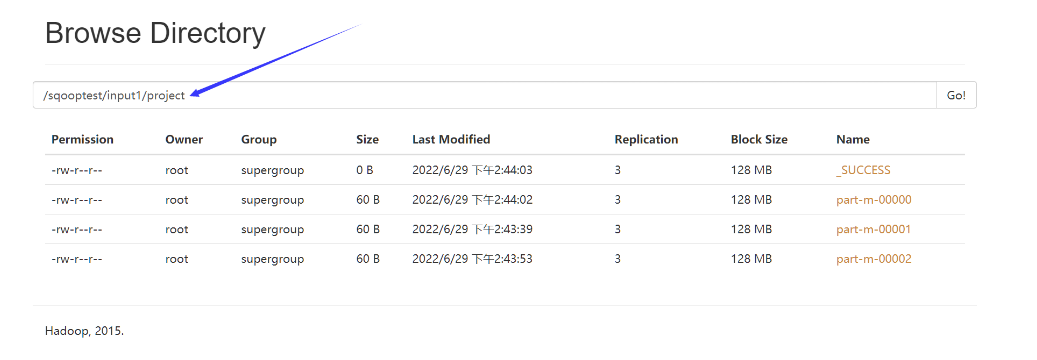 Browse Directory
/sqooptest/input1/project Go!
Permission Owner Group Size Last Modified Replication Block Size Name
-rw-r--r-- root supergroup 0 B 2022/6/29 下午2:44:03 3 128 MB _SUCCESS
-rw-r--r-- root supergroup 60 B 2022/6/29 下午2:44:02 3 128 MB part-m-00000
-rw-r--r-- root supergroup 60 B 2022/6/29 下午2:43:39 3 128 MB part-m-00001
-rw-r--r-- root supergroup 60 B 2022/6/29 下午2:43:53 3 128 MB part-m-00002
Hadoop, 2015.